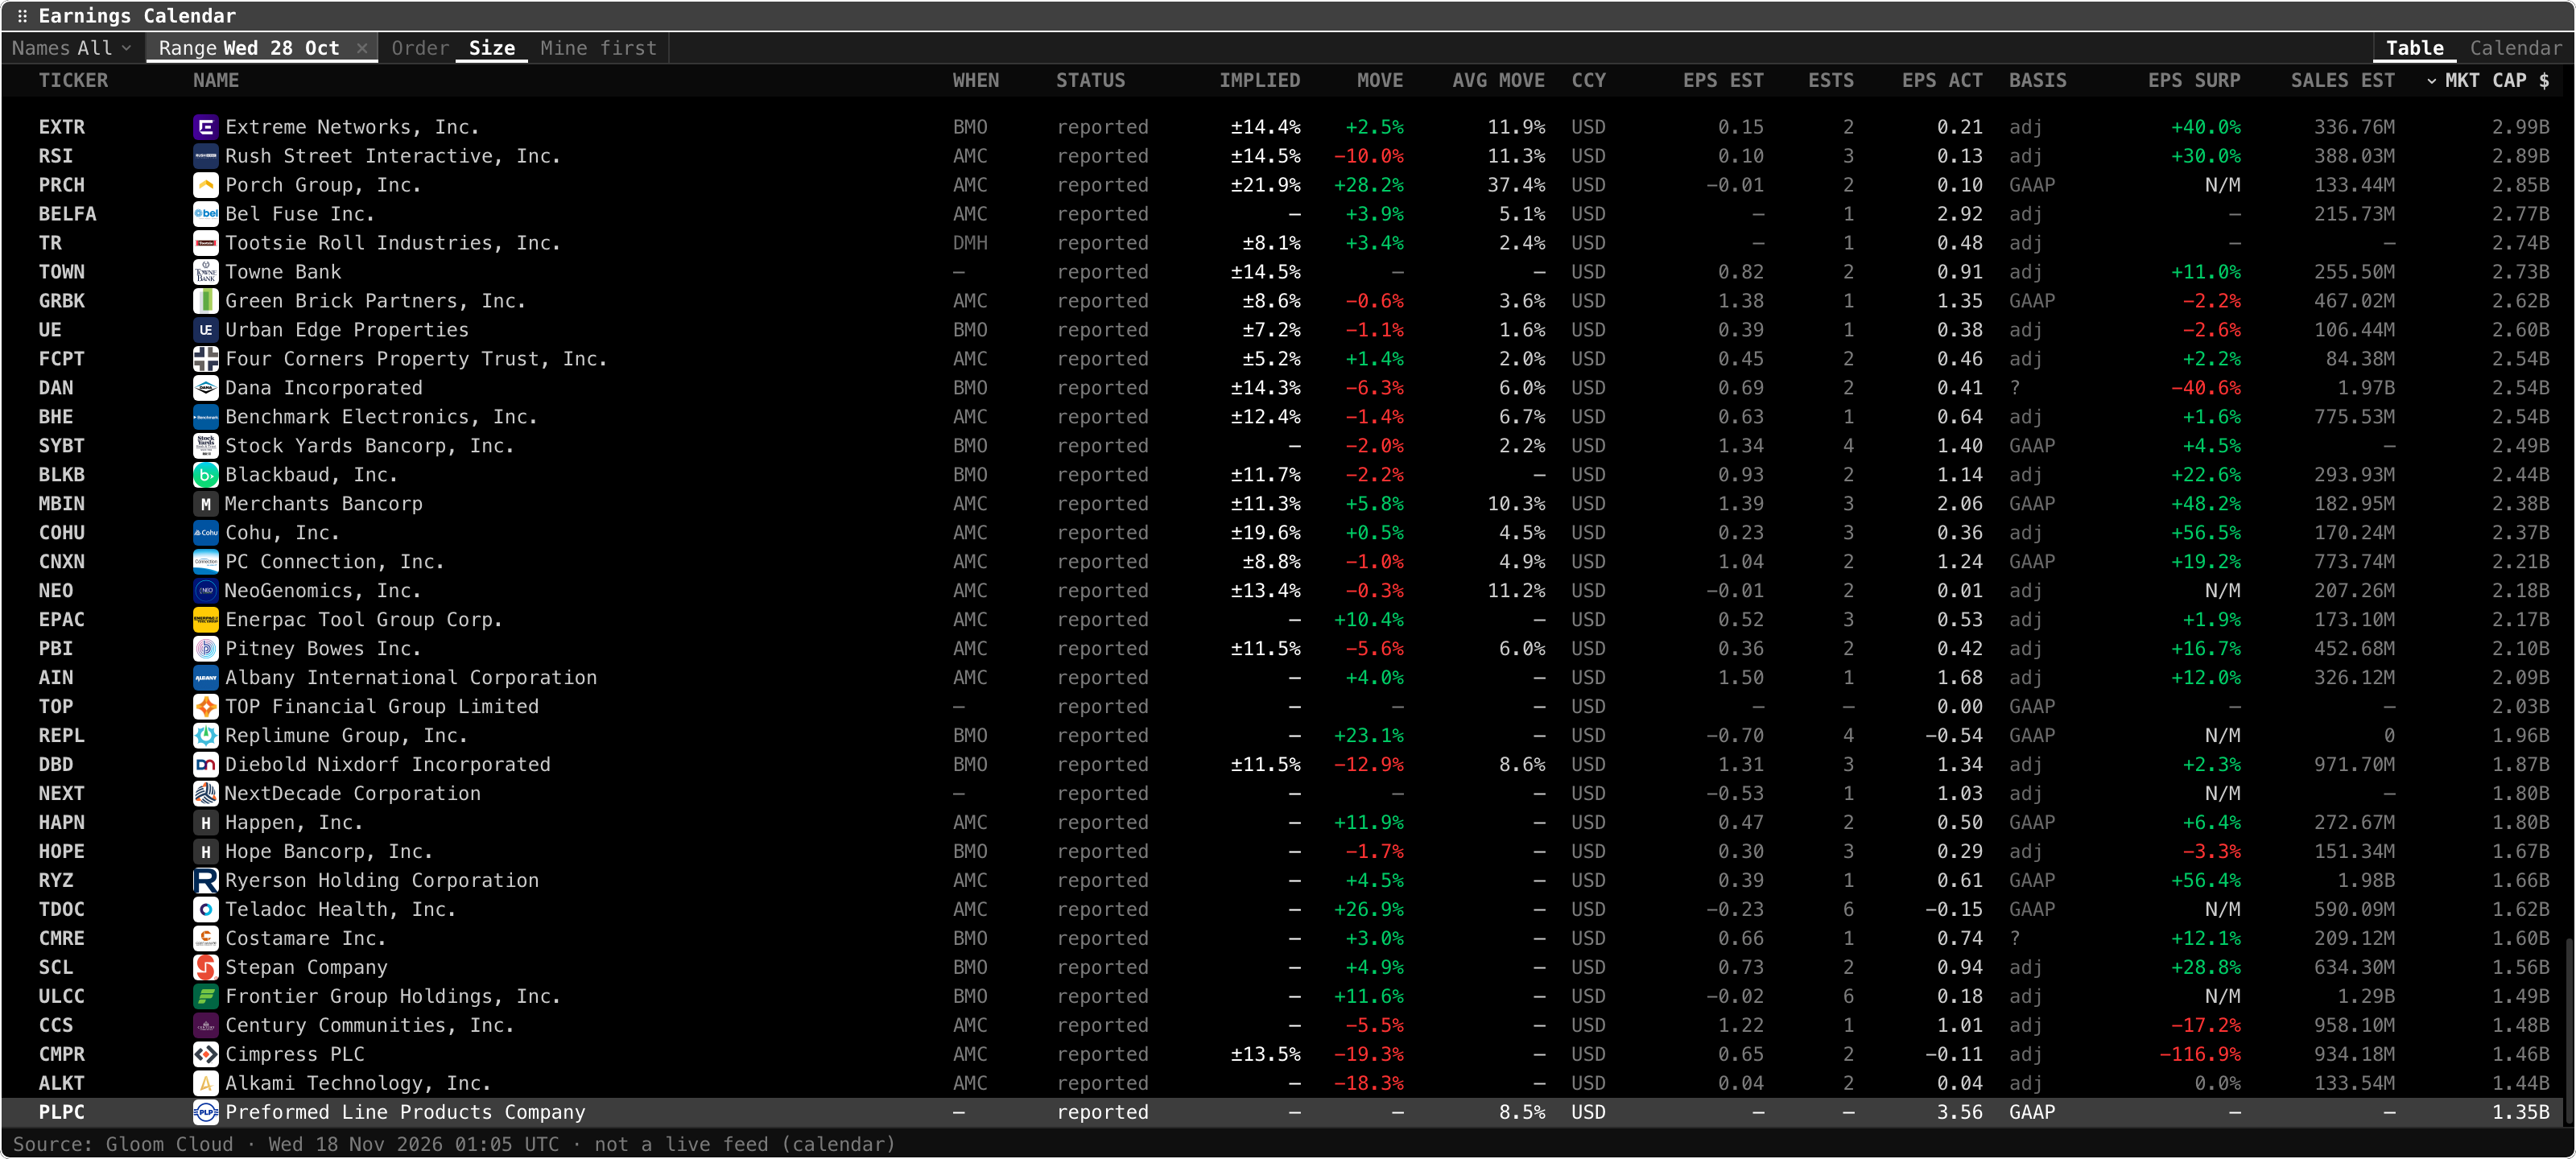 Earnings Calendar
Names All Range Wed 28 Oct × Order Size Mine first Table Calendar
TICKER NAME WHEN STATUS IMPLIED MOVE AVG MOVE CCY EPS EST ESTS EPS ACT BASIS EPS SURP SALES EST MKT CAP $
EXTR Extreme Networks, Inc. BMO reported ±14.4% +2.5% 11.9% USD 0.15 2 0.21 adj +40.0% 336.76M 2.99B
RSI Rush Street Interactive, Inc. AMC reported ±14.5% −10.0% 11.3% USD 0.10 3 0.13 adj +30.0% 388.03M 2.89B
PRCH Porch Group, Inc. AMC reported ±21.9% +28.2% 37.4% USD −0.01 2 0.10 GAAP N/M 133.44M 2.85B
BELFA bel Bel Fuse Inc. AMC reported — +3.9% 5.1% USD — 1 2.92 adj — 215.73M 2.77B
TR Tootsie Roll Industries, Inc. DMH reported ±8.1% +3.4% 2.4% USD — 1 0.48 adj — — 2.74B
TOWN TOWNE BANK Towne Bank — reported ±14.5% — — USD 0.82 2 0.91 adj +11.0% 255.50M 2.73B
GRBK Green Brick Partners, Inc. AMC reported ±8.6% −0.6% 3.6% USD 1.38 1 1.35 GAAP −2.2% 467.02M 2.62B
UE UE Urban Edge Properties BMO reported ±7.2% −1.1% 1.6% USD 0.39 1 0.38 adj −2.6% 106.44M 2.60B
FCPT Four Corners Property Trust, Inc. AMC reported ±5.2% +1.4% 2.0% USD 0.45 2 0.46 adj +2.2% 84.38M 2.54B
DAN DANA Dana Incorporated BMO reported ±14.3% −6.3% 6.0% USD 0.69 2 0.41 ? −40.6% 1.97B 2.54B
BHE Benchmark Benchmark Electronics, Inc. AMC reported ±12.4% −1.4% 6.7% USD 0.63 1 0.64 adj +1.6% 775.53M 2.54B
SYBT Stock Yards Stock Yards Bancorp, Inc. BMO reported — −2.0% 2.2% USD 1.34 4 1.40 GAAP +4.5% — 2.49B
BLKB b Blackbaud, Inc. BMO reported ±11.7% −2.2% — USD 0.93 2 1.14 adj +22.6% 293.93M 2.44B
MBIN M Merchants Bancorp AMC reported ±11.3% +5.8% 10.3% USD 1.39 3 2.06 GAAP +48.2% 182.95M 2.38B
COHU Cohu Cohu, Inc. AMC reported ±19.6% +0.5% 4.5% USD 0.23 3 0.36 adj +56.5% 170.24M 2.37B
CNXN Connection PC Connection, Inc. AMC reported ±8.8% −1.0% 4.9% USD 1.04 2 1.24 GAAP +19.2% 773.74M 2.21B
NEO NEO NeoGenomics, Inc. AMC reported ±13.4% −0.3% 11.2% USD −0.01 2 0.01 adj N/M 207.26M 2.18B
EPAC ENERPAC Enerpac Tool Group Corp. AMC reported — +10.4% — USD 0.52 3 0.53 adj +1.9% 173.10M 2.17B
PBI Pitney Bowes Inc. AMC reported ±11.5% −5.6% 6.0% USD 0.36 2 0.42 adj +16.7% 452.68M 2.10B
AIN ALBANY Albany International Corporation AMC reported — +4.0% — USD 1.50 1 1.68 adj +12.0% 326.12M 2.09B
TOP TOP Financial Group Limited — reported — — — USD — — 0.00 GAAP — — 2.03B
REPL Replimune Group, Inc. BMO reported — +23.1% — USD −0.70 4 −0.54 GAAP N/M 0 1.96B
DBD DN Diebold Nixdorf Incorporated BMO reported ±11.5% −12.9% 8.6% USD 1.31 3 1.34 adj +2.3% 971.70M 1.87B
NEXT NextDecade Corporation — reported — — — USD −0.53 1 1.03 adj N/M — 1.80B
HAPN H Happen, Inc. AMC reported — +11.9% — USD 0.47 2 0.50 GAAP +6.4% 272.67M 1.80B
HOPE H Hope Bancorp, Inc. BMO reported — −1.7% — USD 0.30 3 0.29 adj −3.3% 151.34M 1.67B
RYZ R Ryerson Holding Corporation AMC reported — +4.5% — USD 0.39 1 0.61 GAAP +56.4% 1.98B 1.66B
TDOC Teladoc Health, Inc. AMC reported — +26.9% — USD −0.23 6 −0.15 GAAP N/M 590.09M 1.62B
CMRE Costamare Inc. BMO reported — +3.0% — USD 0.66 1 0.74 ? +12.1% 209.12M 1.60B
SCL Stepan Company BMO reported — +4.9% — USD 0.73 2 0.94 adj +28.8% 634.30M 1.56B
ULCC Frontier Group Holdings, Inc. BMO reported — +11.6% — USD −0.02 6 0.18 adj N/M 1.29B 1.49B
CCS Century Communities, Inc. AMC reported — −5.5% — USD 1.22 1 1.01 adj −17.2% 958.10M 1.48B
CMPR Cimpress PLC AMC reported ±13.5% −19.3% — USD 0.65 2 −0.11 adj −116.9% 934.18M 1.46B
ALKT Alkami Technology, Inc. AMC reported — −18.3% — USD 0.04 2 0.04 adj 0.0% 133.54M 1.44B
PLPC PLP Preformed Line Products Company — reported — — 8.5% USD — — 3.56 GAAP — — 1.35B
Source: Gloom Cloud · Wed 18 Nov 2026 01:05 UTC · not a live feed (calendar)